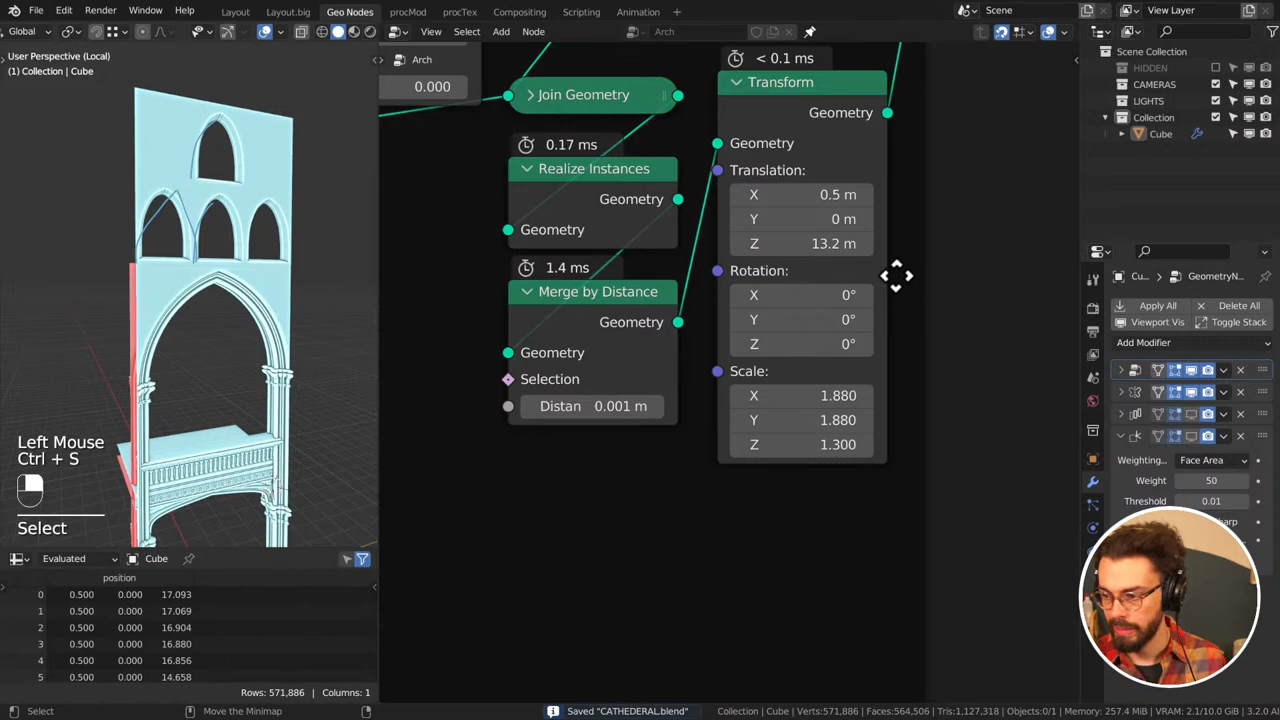 File Edit Render Window Help Layout Layout.big Geo Nodes procMod procTex Compositing Scripting Animation + Scene View Layer
Global View Select Add Node Arch
User Perspective (Local)
(1) Collection | Cube
Arch
0.000
Join Geometry
0.17 ms
Realize Instances
Geometry
Geometry
1.4 ms
Merge by Distance
Geometry
Geometry
Selection
Distan 0.001 m
< 0.1 ms
Transform
Geometry
Geometry
Translation:
X 0.5 m
Y 0 m
Z 13.2 m
Rotation:
X 0°
Y 0°
Z 0°
Scale:
X 1.880
Y 1.880
Z 1.300
Scene Collection
HIDDEN
CAMERAS
LIGHTS
Collection
Cube
Cu... GeometryN...
Apply All Delete All
Viewport Vis Toggle Stack
Add Modifier
Weighting... Face Area
Weight 50
Threshold 0.01
Left Mouse
Ctrl + S
Select
Evaluated Cube
position
0 0.500 0.000 17.093
1 0.500 0.000 17.069
2 0.500 0.000 16.904
3 0.500 0.000 16.880
4 0.500 0.000 16.856
5 0.500 0.000 14.658
Rows: 571,886 | Columns: 1
Select Move the Minimap Saved "CATHEDERAL.blend" Collection | Cube | Verts:571,886 | Faces:564,506 | Tris:1,127,318 | Objects:0/1 | Memory: 257.4 MiB | VRAM: 2.1/10.0 GiB | 3.2.0